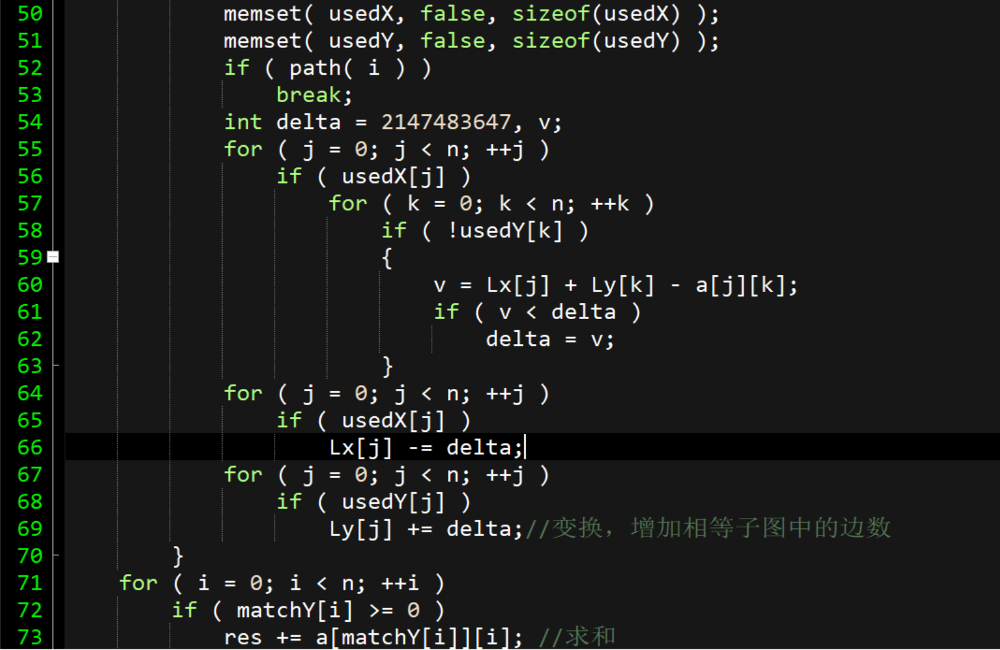 50 memset( usedX, false, sizeof(usedX) );
51 memset( usedY, false, sizeof(usedY) );
52 if ( path( i ) )
53 break;
54 int delta = 2147483647, v;
55 for ( j = 0; j < n; ++j )
56 if ( usedX[j] )
57 for ( k = 0; k < n; ++k )
58 if ( !usedY[k] )
59 {
60 v = Lx[j] + Ly[k] - a[j][k];
61 if ( v < delta )
62 delta = v;
63 }
64 for ( j = 0; j < n; ++j )
65 if ( usedX[j] )
66 Lx[j] -= delta;
67 for ( j = 0; j < n; ++j )
68 if ( usedY[j] )
69 Ly[j] += delta;//变换，增加相等子图中的边数
70 }
71 for ( i = 0; i < n; ++i )
72 if ( matchY[i] >= 0 )
73 res += a[matchY[i]][i]; //求和